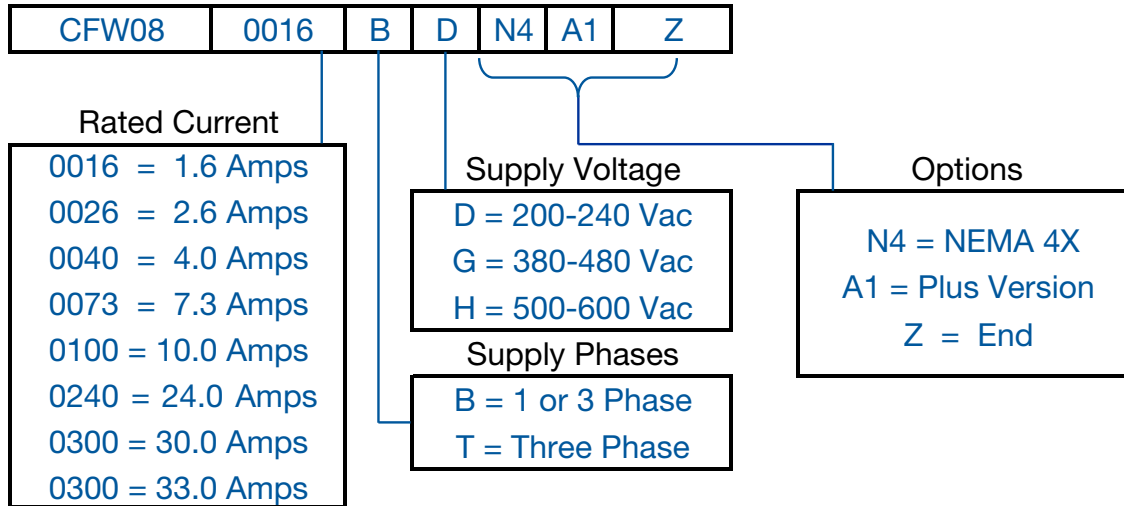 CFW08 0016 B D N4 A1 Z
Rated Current
0016 = 1.6 Amps
0026 = 2.6 Amps
0040 = 4.0 Amps
0073 = 7.3 Amps
0100 = 10.0 Amps
0240 = 24.0 Amps
0300 = 30.0 Amps
0300 = 33.0 Amps
Supply Voltage
D = 200-240 Vac
G = 380-480 Vac
H = 500-600 Vac
Supply Phases
B = 1 or 3 Phase
T = Three Phase
Options
N4 = NEMA 4X
A1 = Plus Version
Z = End